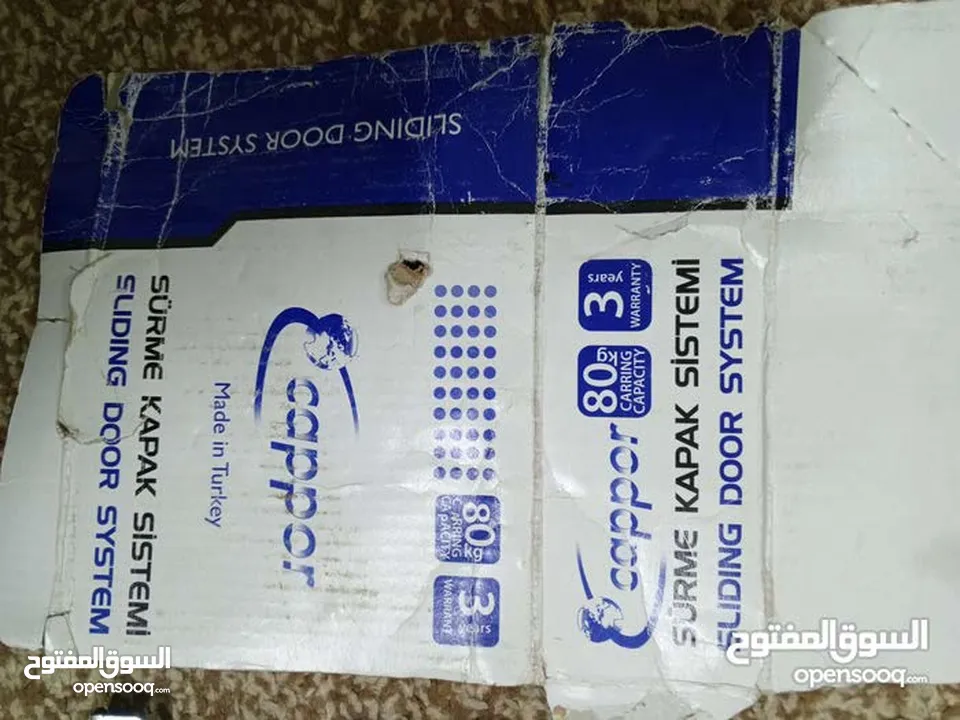 SLIDING DOOR SYSTEM
SÜRME KAPAK SİSTEMİ
SLIDING DOOR SYSTEM
Made in Turkey
cappor
80
kg
CARRING
CAPACITY
3
years
WARRANTY
cappor
80
kg
CARRING
CAPACITY
3
years
WARRANTY
SÜRME KAPAK SİSTEMİ
SLIDING DOOR SYSTEM
السوق المفتوح
opensooq.com
السوق المفتوح
opensooq.com